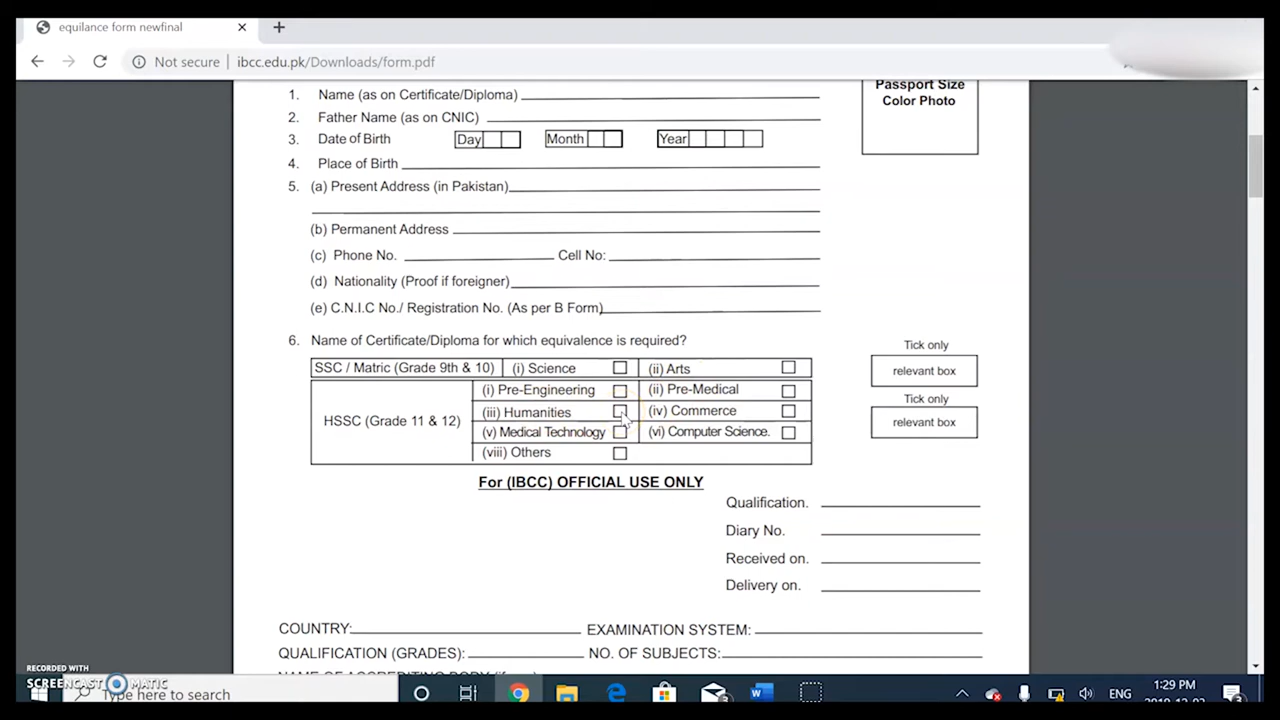 equilance form newfinal
Not secure ibcc.edu.pk/Downloads/form.pdf
Passport Size
Color Photo
1. Name (as on Certificate/Diploma)
2. Father Name (as on CNIC)
3. Date of Birth Day Month Year
4. Place of Birth
5. (a) Present Address (in Pakistan)
(b) Permanent Address
(c) Phone No. Cell No:
(d) Nationality (Proof if foreigner)
(e) C.N.I.C No./ Registration No. (As per B Form)
6. Name of Certificate/Diploma for which equivalence is required?
Tick only
relevant box
SSC / Matric (Grade 9th & 10) (i) Science (ii) Arts
HSSC (Grade 11 & 12)
(i) Pre-Engineering (ii) Pre-Medical
(iii) Humanities (iv) Commerce
(v) Medical Technology (vi) Computer Science.
(viii) Others
Tick only
relevant box
For (IBCC) OFFICIAL USE ONLY
Qualification.
Diary No.
Received on.
Delivery on.
COUNTRY: EXAMINATION SYSTEM:
QUALIFICATION (GRADES): NO. OF SUBJECTS:
NAME OF ACCREDITING BODY (if
RECORDED WITH
SCREENCAST MATIC
Type here to search
ENG
1:29 PM